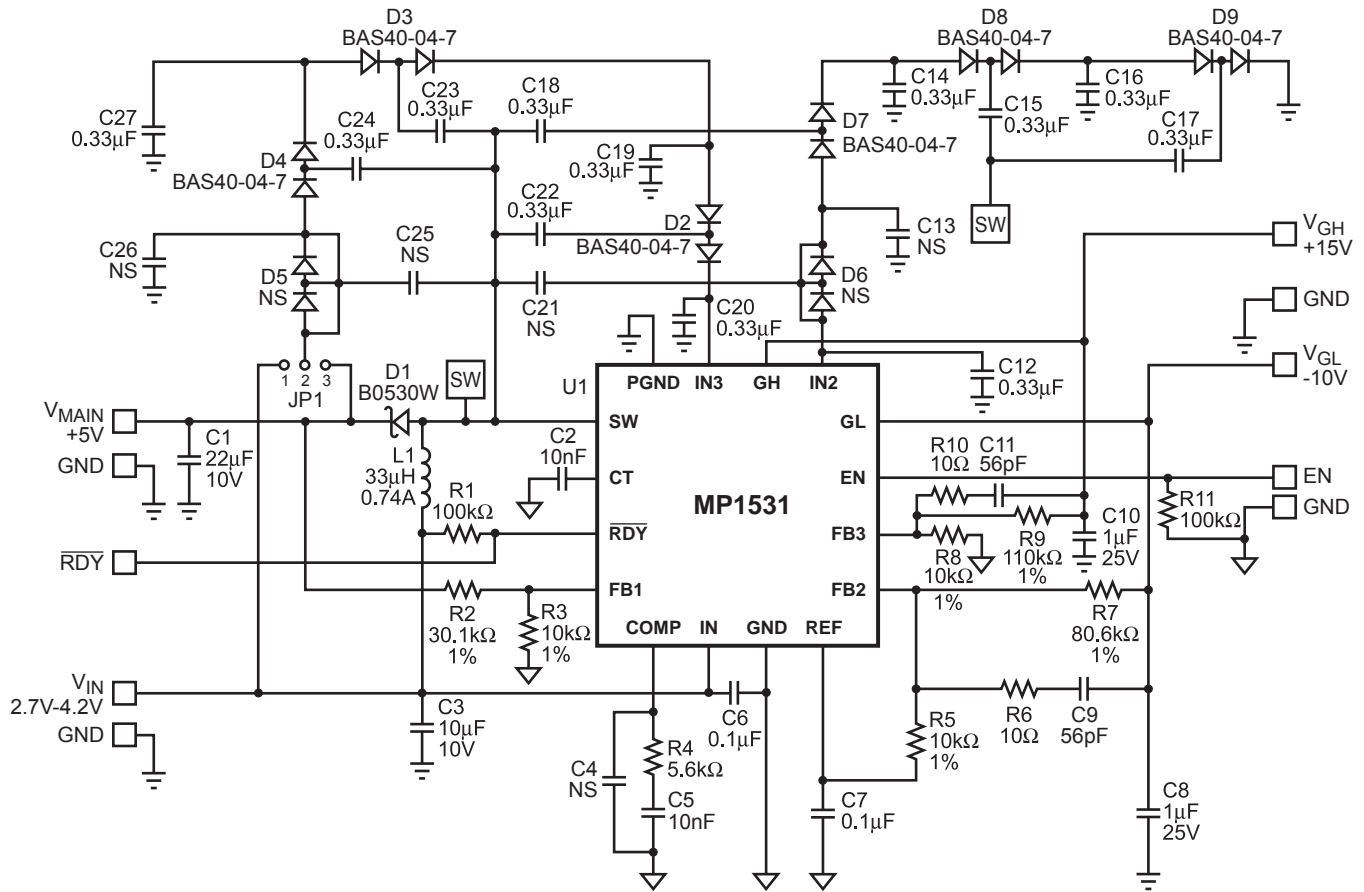 D3
BAS40-04-7
D8
BAS40-04-7
D9
BAS40-04-7
C27
0.33µF
C23
0.33µF
C18
0.33µF
C14
0.33µF
C15
0.33µF
C16
0.33µF
C17
0.33µF
C24
0.33µF
D4
BAS40-04-7
C19
0.33µF
D7
BAS40-04-7
C22
0.33µF
D2
BAS40-04-7
C13
NS
SW
C26
NS
C25
NS
D5
NS
C21
NS
D6
NS
C20
0.33µF
VGH
+15V
GND
VGL
-10V
1 2 3
JP1
D1
B0530W
SW
U1
PGND IN3 GH IN2
C12
0.33µF
VMAIN
+5V
GND
C1
22µF
10V
L1
33µH
0.74A
C2
10nF
SW
CT
RDY
FB1
MP1531
GL
EN
FB3
FB2
COMP IN GND REF
R10
10Ω
C11
56pF
EN
GND
R11
100kΩ
R1
100kΩ
RDY
R8
10kΩ
1%
R9
110kΩ
1%
C10
1µF
25V
R2
30.1kΩ
1%
R3
10kΩ
1%
R7
80.6kΩ
1%
VIN
2.7V-4.2V
GND
C3
10µF
10V
C6
0.1µF
R4
5.6kΩ
C4
NS
C5
10nF
R5
10kΩ
1%
R6
10Ω
C9
56pF
C7
0.1µF
C8
1µF
25V